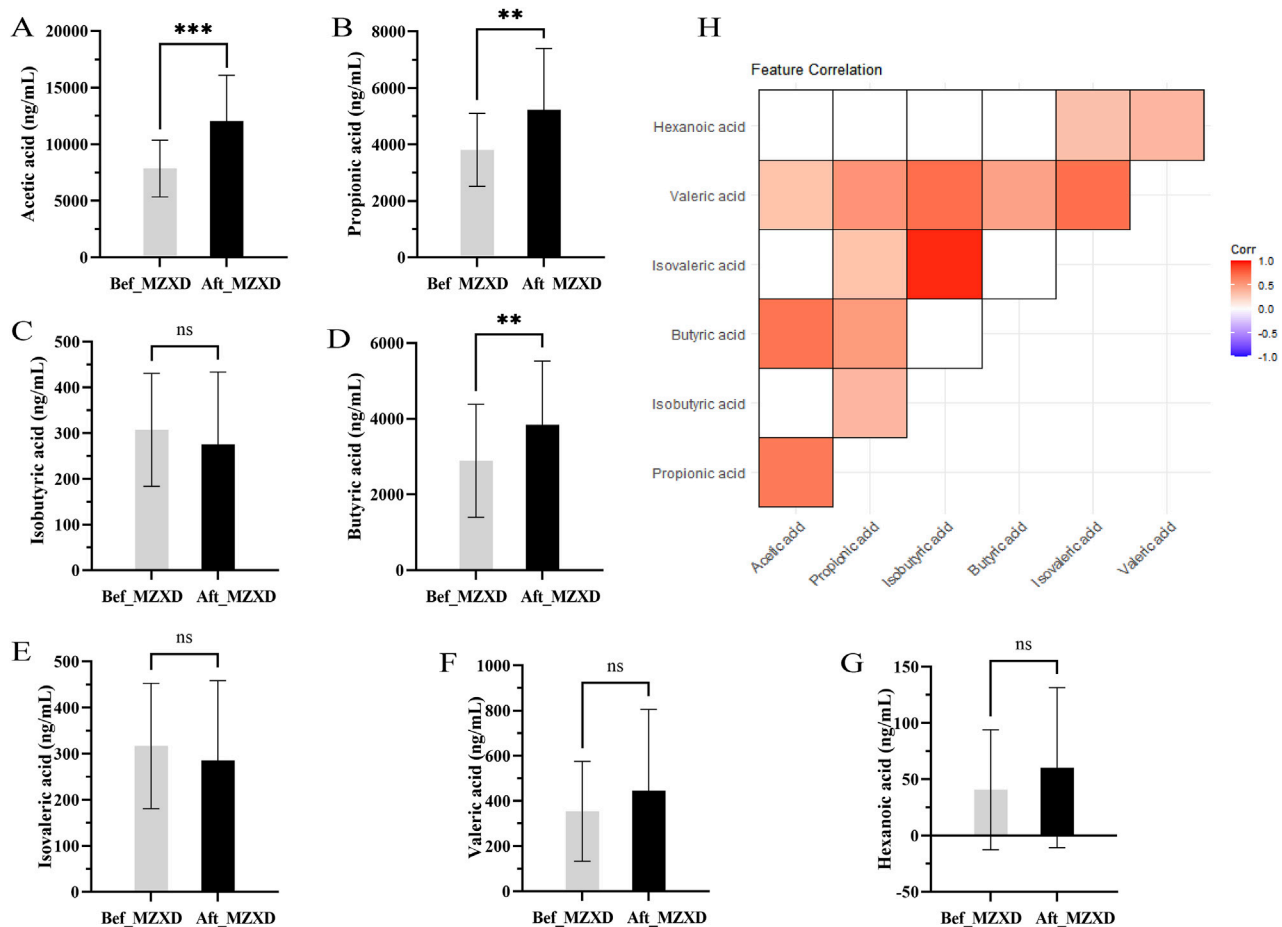 A
Acetic acid (ng/mL)
20000
15000
10000
5000
0
***
Bef_MZXD
Aft_MZXD
B
Propionic acid (ng/mL)
8000
6000
4000
2000
0
**
Bef_MZXD
Aft_MZXD
C
Isobutyric acid (ng/mL)
500
400
300
200
100
0
ns
Bef_MZXD
Aft_MZXD
D
Butyric acid (ng/mL)
6000
4000
2000
0
**
Bef_MZXD
Aft_MZXD
E
Isovaleric acid (ng/mL)
500
400
300
200
100
0
ns
Bef_MZXD
Aft_MZXD
F
Valeric acid (ng/mL)
1000
800
600
400
200
0
ns
Bef_MZXD
Aft_MZXD
G
Hexanoic acid (ng/mL)
150
100
50
0
-50
ns
Bef_MZXD
Aft_MZXD
H
Feature Correlation
Hexanoic acid
Valeric acid
Isovaleric acid
Butyric acid
Isobutyric acid
Propionic acid
Acetic acid
Propionic acid
Isobutyric acid
Butyric acid
Isovaleric acid
Valeric acid
Corr
1.0
0.5
0.0
-0.5
-1.0